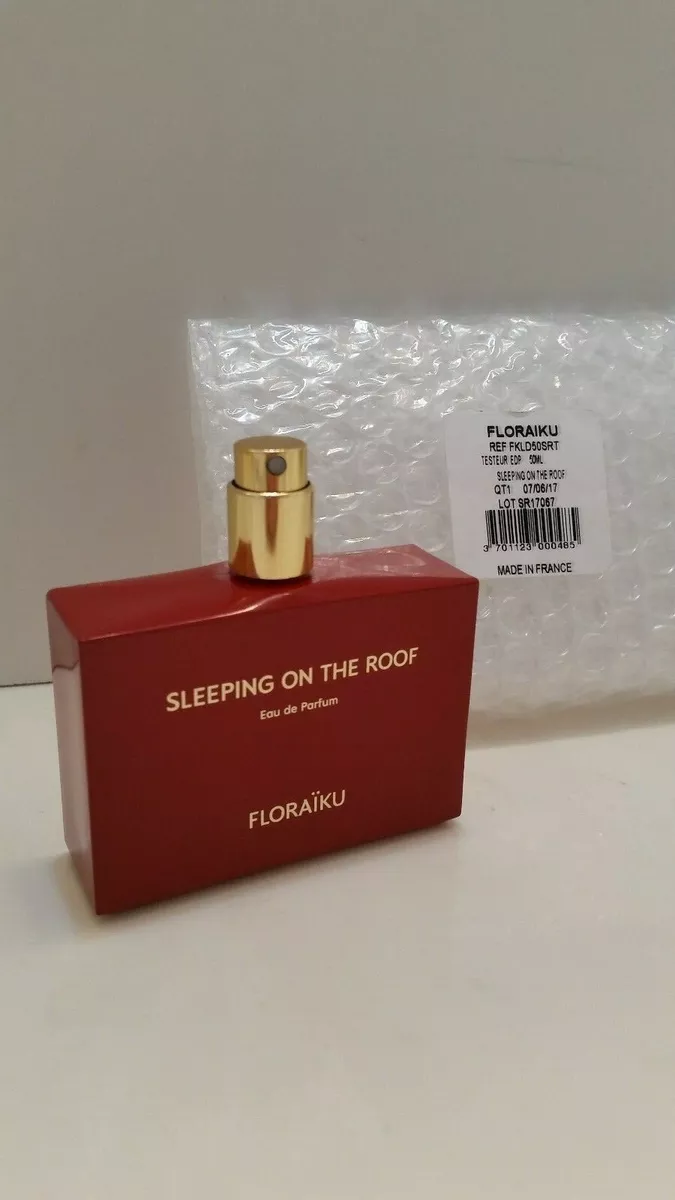 SLEEPING ON THE ROOF
Eau de Parfum
FLORAÏKU
FLORAIKU
REF FKLD50SRT
TESTEUR EDP 50ML
SLEEPING ON THE ROOF
QT1 07/06/17
LOT SR17067
3 701123 000485
MADE IN FRANCE